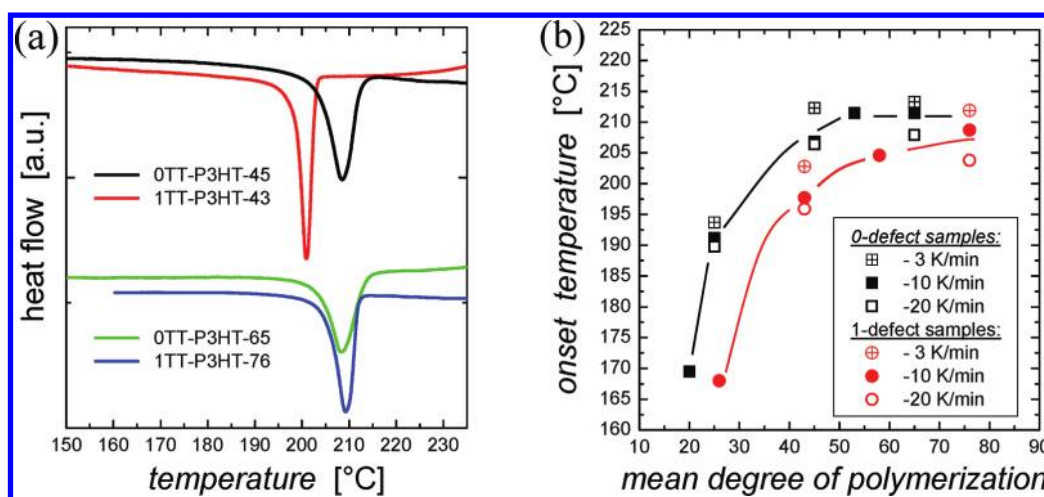 (a)
heat flow [a.u.]
0TT-P3HT-45
1TT-P3HT-43
0TT-P3HT-65
1TT-P3HT-76
150 160 170 180 190 200 210 220 230
temperature [°C]
(b)
onset temperature [°C]
225
220
215
210
205
200
195
190
185
180
175
170
165
160
0-defect samples:
- 3 K/min
-10 K/min
-20 K/min
1-defect samples:
- 3 K/min
-10 K/min
-20 K/min
10 20 30 40 50 60 70 80 90
mean degree of polymerization